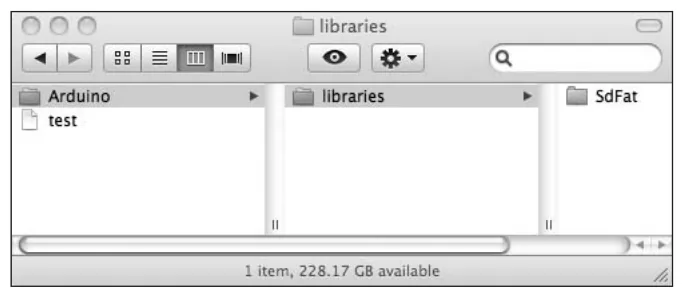 libraries
Arduino
test
libraries
SdFat
1 item, 228.17 GB available